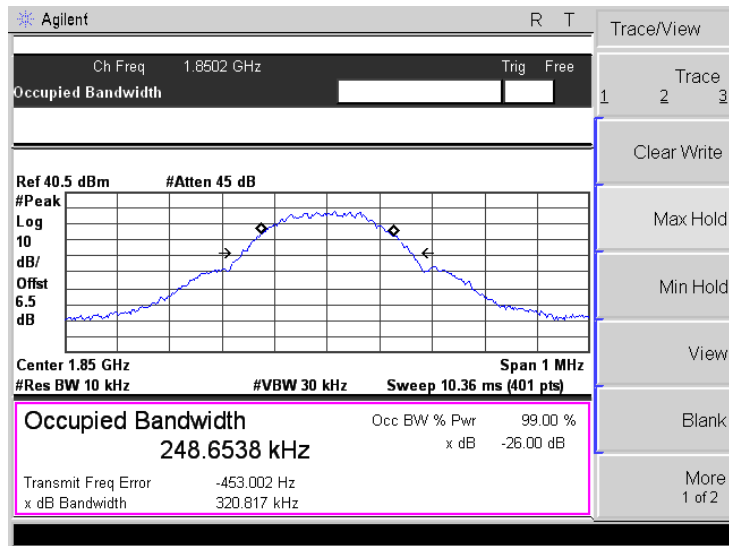 Agilent R T
Trace/View
Ch Freq 1.8502 GHz Trig Free
Occupied Bandwidth
Trace
1 2 3
Clear Write
Ref 40.5 dBm #Atten 45 dB
#Peak
Log
10
dB/
Offst
6.5
dB
Max Hold
Min Hold
View
Center 1.85 GHz Span 1 MHz
#Res BW 10 kHz #VBW 30 kHz Sweep 10.36 ms (401 pts)
Occupied Bandwidth Occ BW % Pwr 99.00 %
248.6538 kHz x dB -26.00 dB
Transmit Freq Error -453.002 Hz
x dB Bandwidth 320.817 kHz
Blank
More
1 of 2